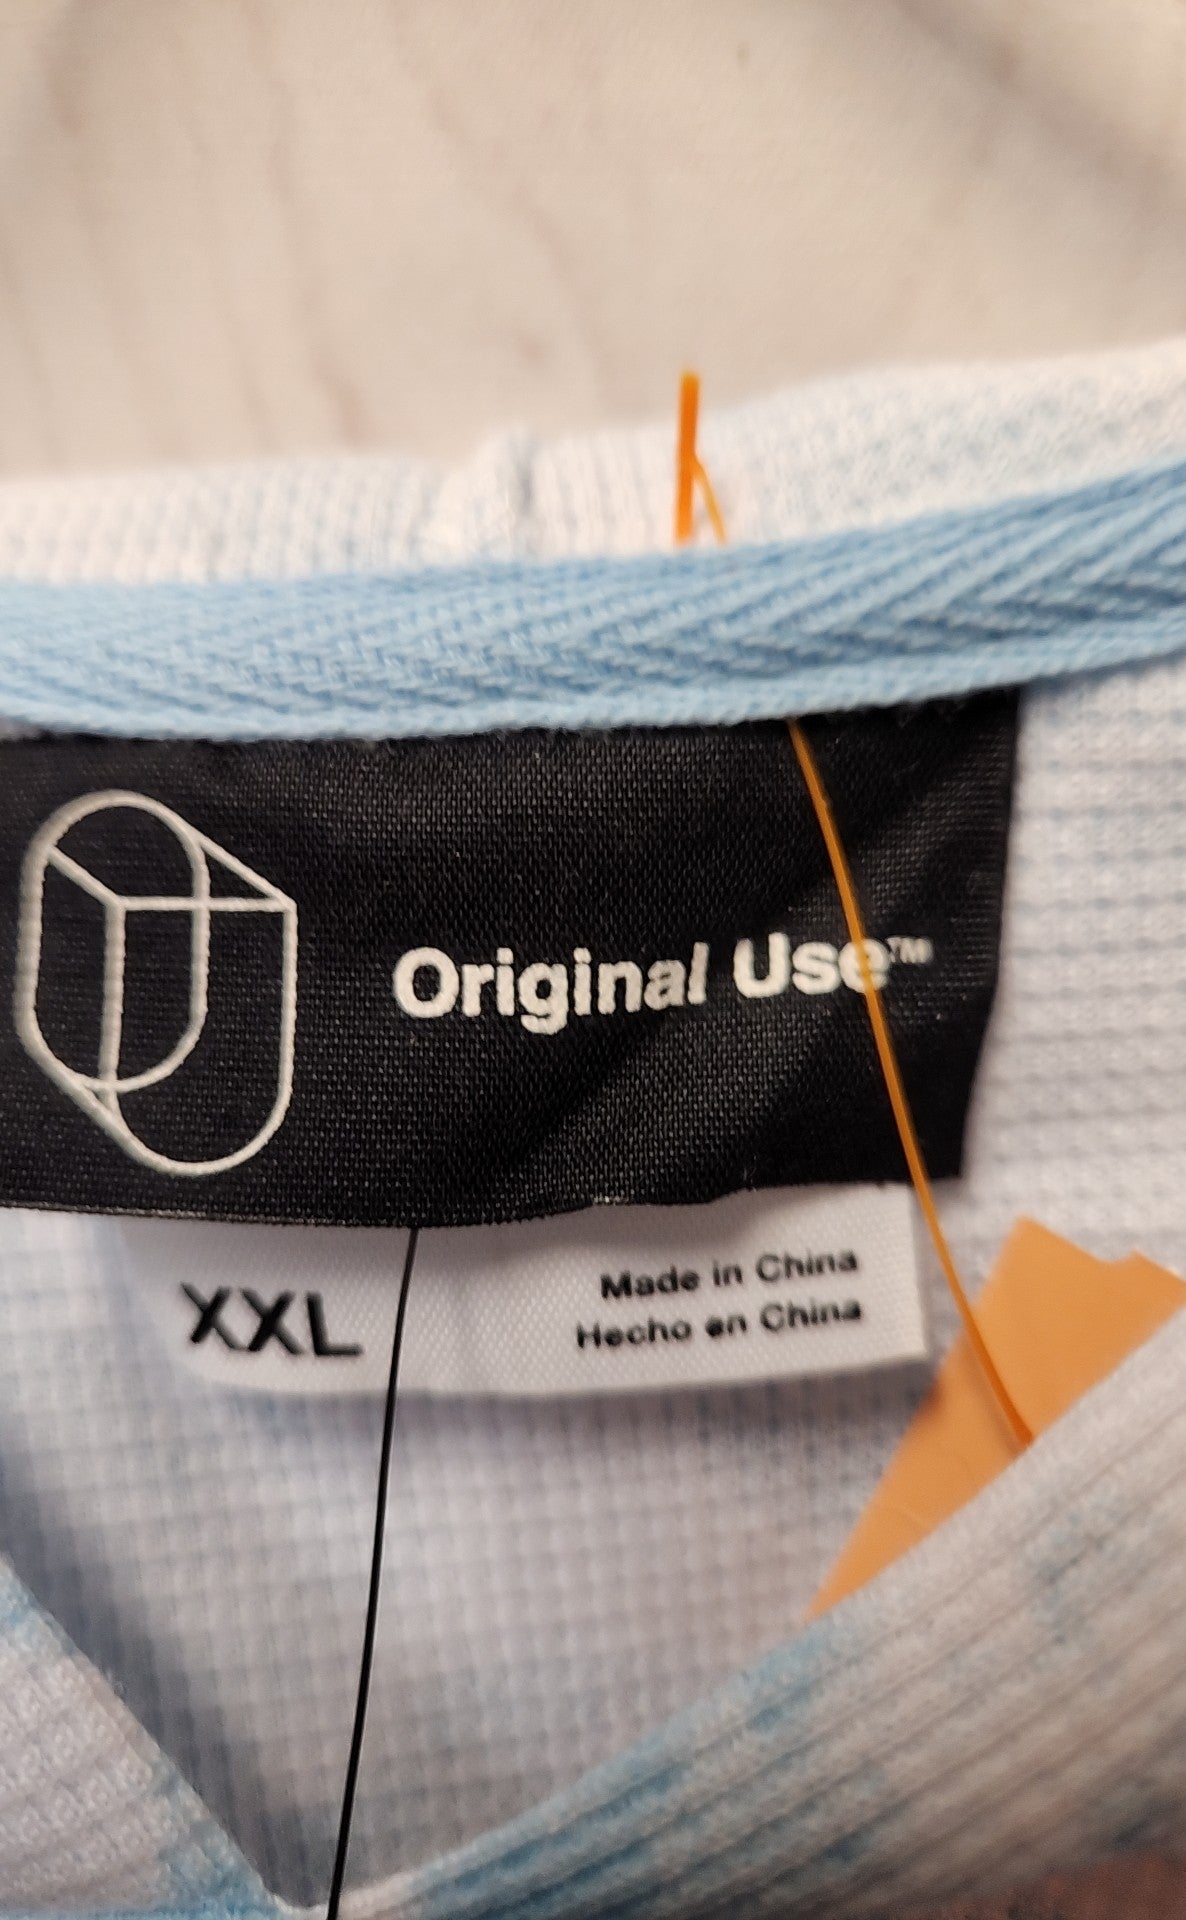 Original Use™
XXL
Made in China
Hecho en China